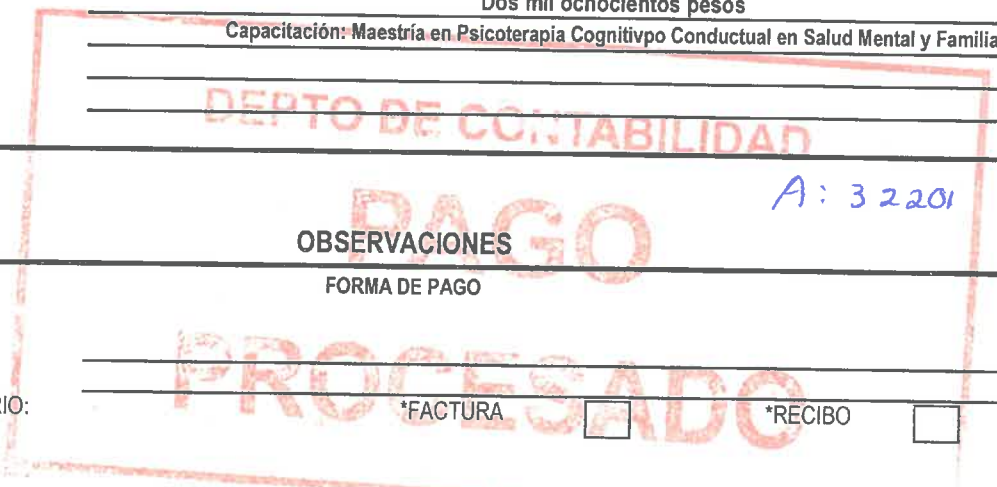 Dos mil ochocientos pesos
Capacitación: Maestría en Psicoterapia Cognitivpo Conductual en Salud Mental y Familia
DEPTO DE CONTABILIDAD
A: 32201
PAGO
OBSERVACIONES
FORMA DE PAGO
PROCESADO
RIO:
*FACTURA
*RECIBO